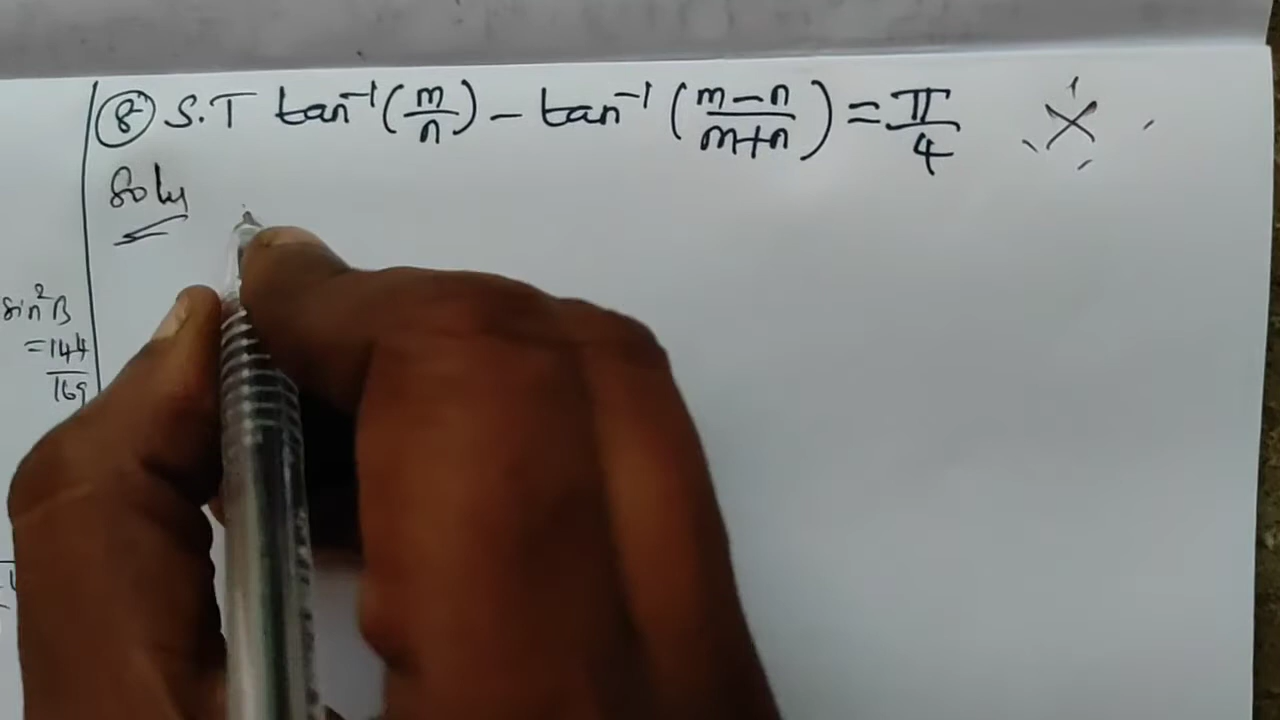 ⑧ S.T tan⁻¹(m/n) - tan⁻¹(m-n/m+n) = π/4
Soln
sin²B
=144
169